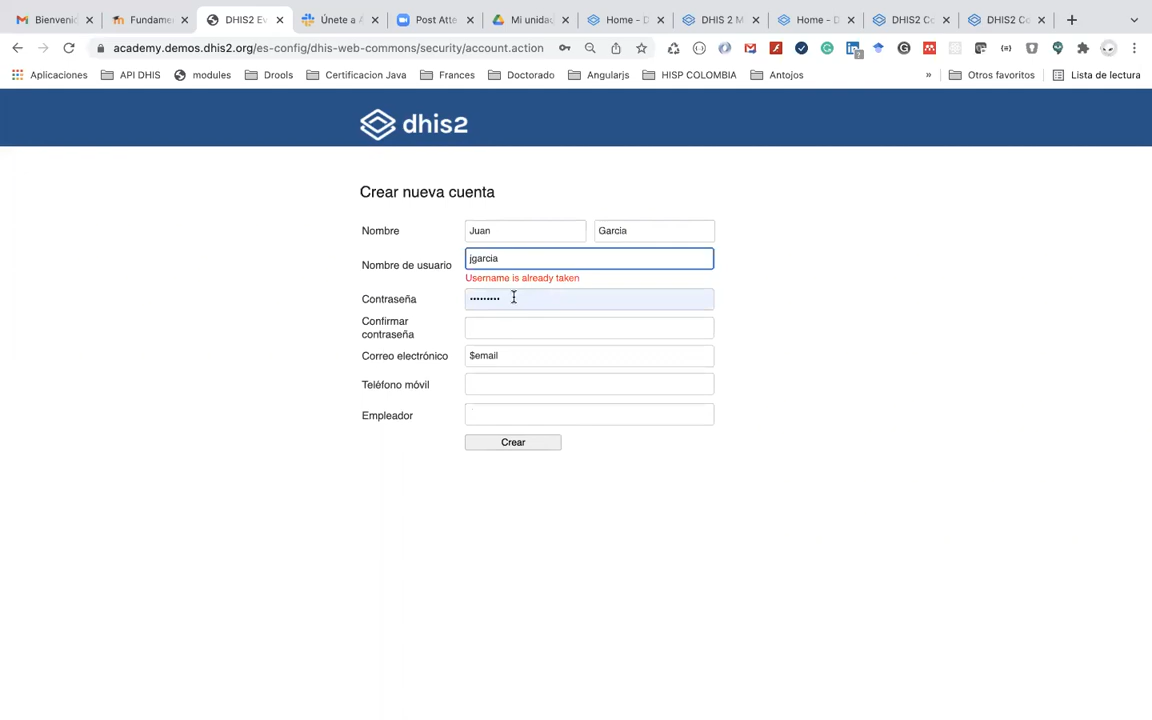 Bienvenic
Fundamer
DHIS2 Ev
Únete a A
Post Atte
Mi unidad
Home - D
DHIS 2 M
Home - D
DHIS2 Co
DHIS2 Co
academy.demos.dhis2.org/es-config/dhis-web-commons/security/account.action
Aplicaciones API DHIS modules Drools Certificacion Java Frances Doctorado Angularjs HISP COLOMBIA Antojos » Otros favoritos Lista de lectura
dhis2
Crear nueva cuenta
Nombre Juan Garcia
Nombre de usuario jgarcia
Username is already taken
Contraseña •••••••••
Confirmar
contraseña
Correo electrónico $email
Teléfono móvil
Empleador
Crear